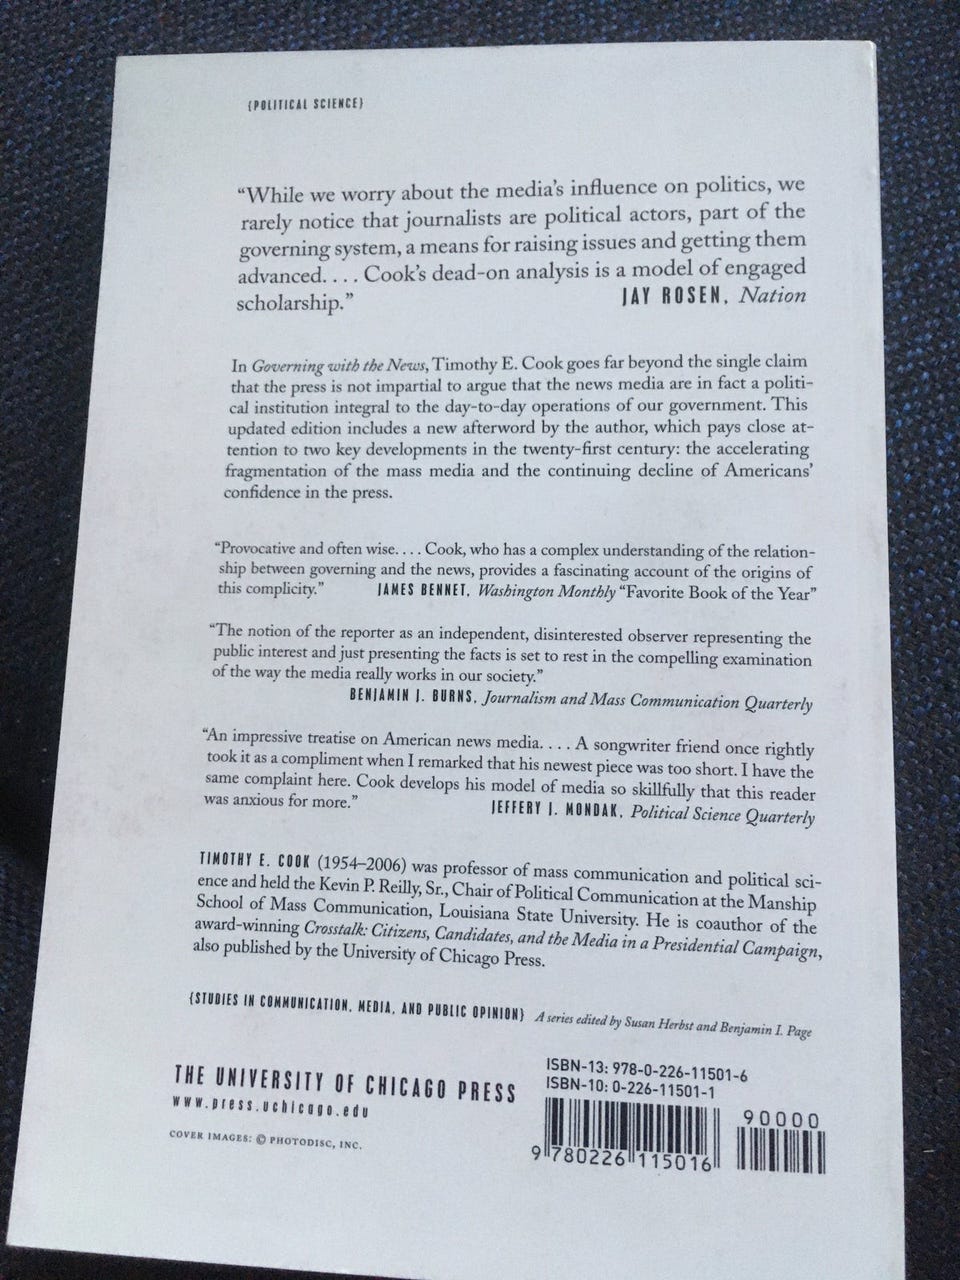 {POLITICAL SCIENCE}
“While we worry about the media’s influence on politics, we
rarely notice that journalists are political actors, part of the
governing system, a means for raising issues and getting them
advanced. . . . Cook’s dead-on analysis is a model of engaged
scholarship.” JAY ROSEN, Nation
In Governing with the News, Timothy E. Cook goes far beyond the single claim
that the press is not impartial to argue that the news media are in fact a politi-
cal institution integral to the day-to-day operations of our government. This
updated edition includes a new afterword by the author, which pays close at-
tention to two key developments in the twenty-first century: the accelerating
fragmentation of the mass media and the continuing decline of Americans’
confidence in the press.
“Provocative and often wise. . . . Cook, who has a complex understanding of the relation-
ship between governing and the news, provides a fascinating account of the origins of
this complicity.” JAMES BENNET, Washington Monthly “Favorite Book of the Year”
“The notion of the reporter as an independent, disinterested observer representing the
public interest and just presenting the facts is set to rest in the compelling examination
of the way the media really works in our society.”
BENJAMIN J. BURNS, Journalism and Mass Communication Quarterly
“An impressive treatise on American news media. . . . A songwriter friend once rightly
took it as a compliment when I remarked that his newest piece was too short. I have the
same complaint here. Cook develops his model of media so skillfully that this reader
was anxious for more.” JEFFERY J. MONDAK, Political Science Quarterly
TIMOTHY E. COOK (1954–2006) was professor of mass communication and political sci-
ence and held the Kevin P. Reilly, Sr., Chair of Political Communication at the Manship
School of Mass Communication, Louisiana State University. He is coauthor of the
award-winning Crosstalk: Citizens, Candidates, and the Media in a Presidential Campaign,
also published by the University of Chicago Press.
{STUDIES IN COMMUNICATION, MEDIA, AND PUBLIC OPINION} A series edited by Susan Herbst and Benjamin I. Page
THE UNIVERSITY OF CHICAGO PRESS
www.press.uchicago.edu
COVER IMAGES: © PHOTODISC, INC.
ISBN-13: 978-0-226-11501-6
ISBN-10: 0-226-11501-1
90000
9 780226 115016